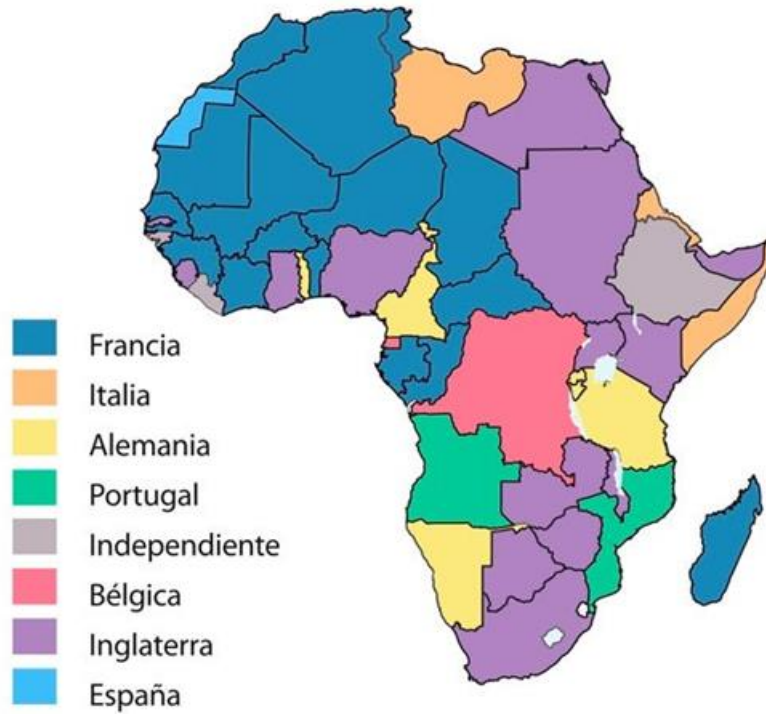 Francia
Italia
Alemania
Portugal
Independiente
Bélgica
Inglaterra
España